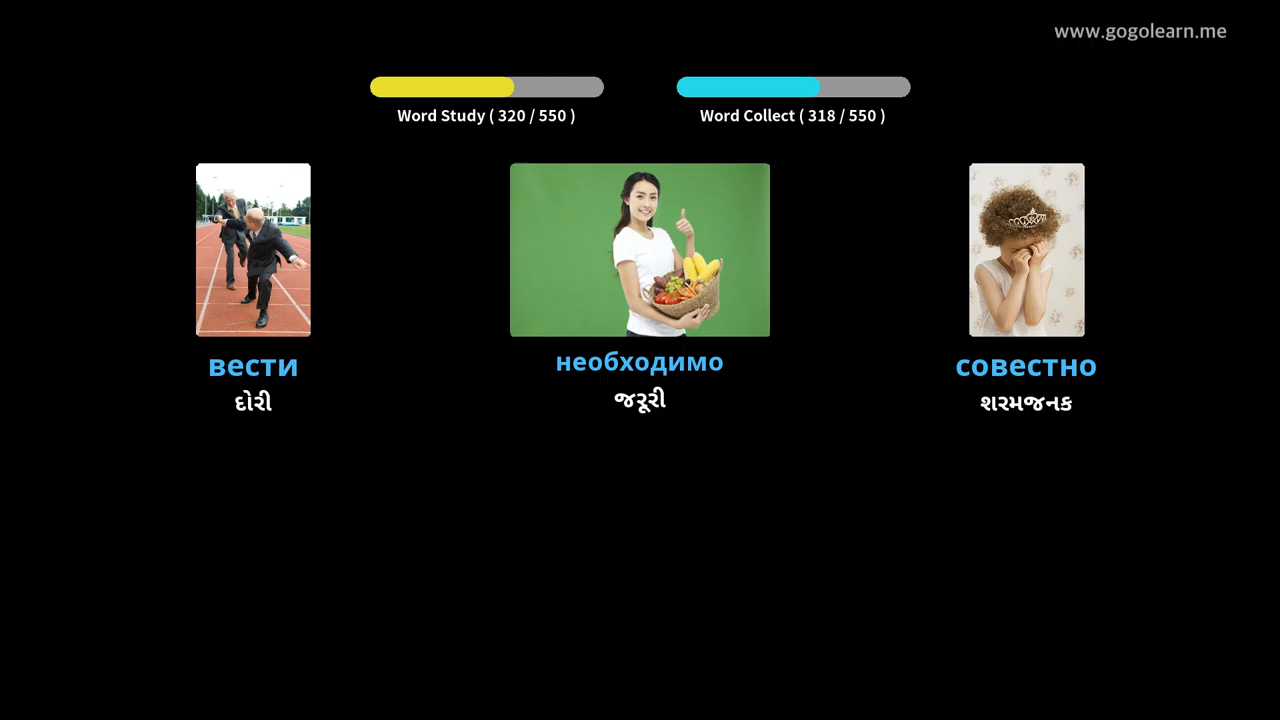 www.gogolearn.me
Word Study ( 320 / 550 )
Word Collect ( 318 / 550 )
вести
દોરી
необходимо
જરૂરી
совестно
શરમજનક